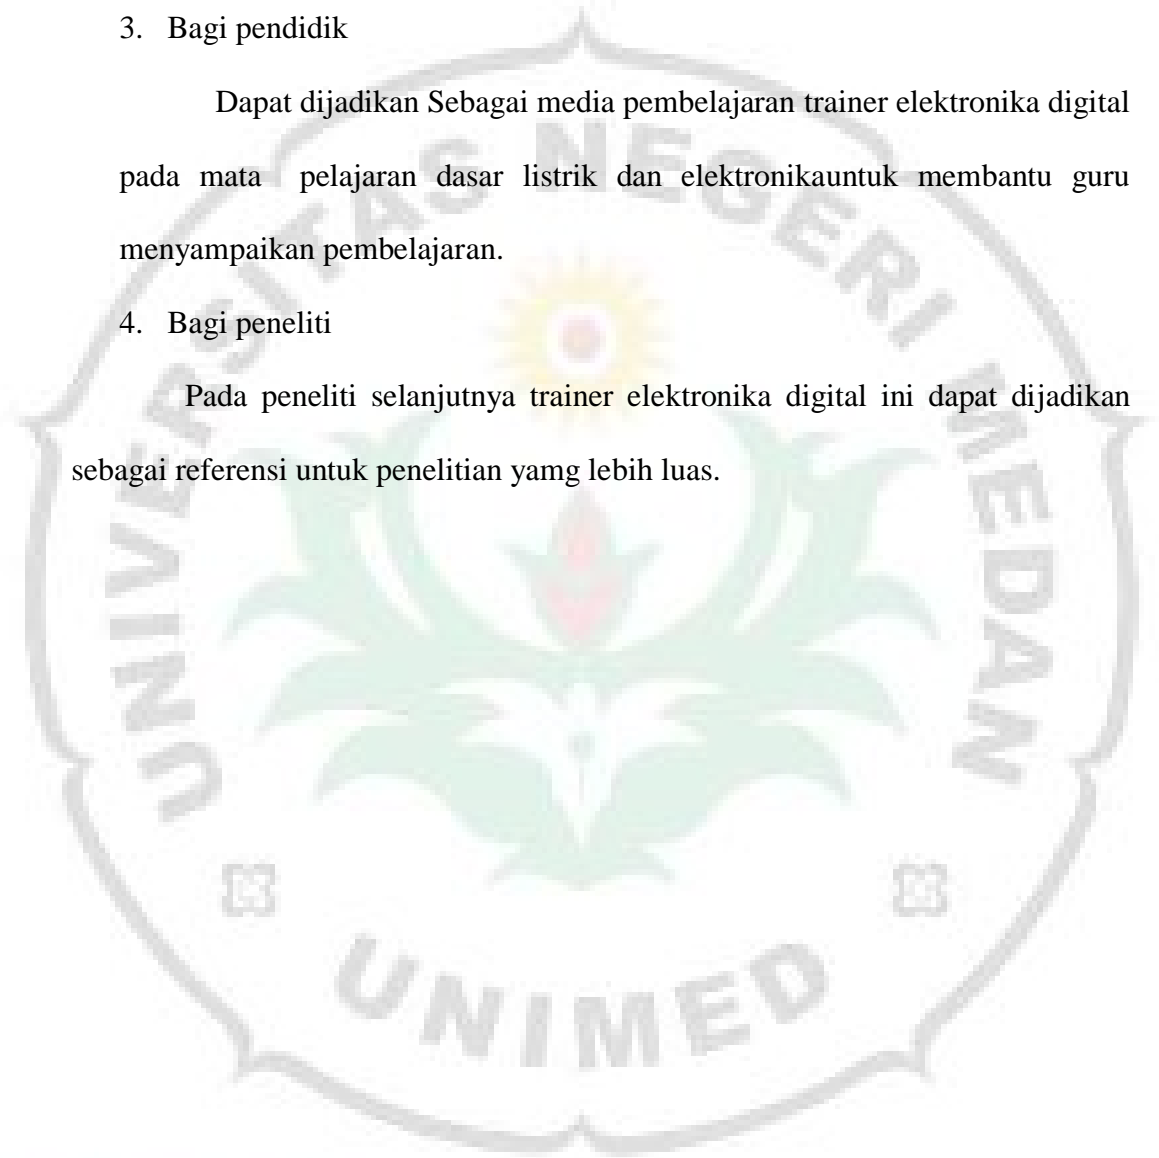 3. Bagi pendidik
Dapat dijadikan Sebagai media pembelajaran trainer elektronika digital
pada mata pelajaran dasar listrik dan elektronikauntuk membantu guru
menyampaikan pembelajaran.
4. Bagi peneliti
Pada peneliti selanjutnya trainer elektronika digital ini dapat dijadikan
sebagai referensi untuk penelitian yamg lebih luas.
UNIVERSITAS NEGERI MEDAN
UNIMED